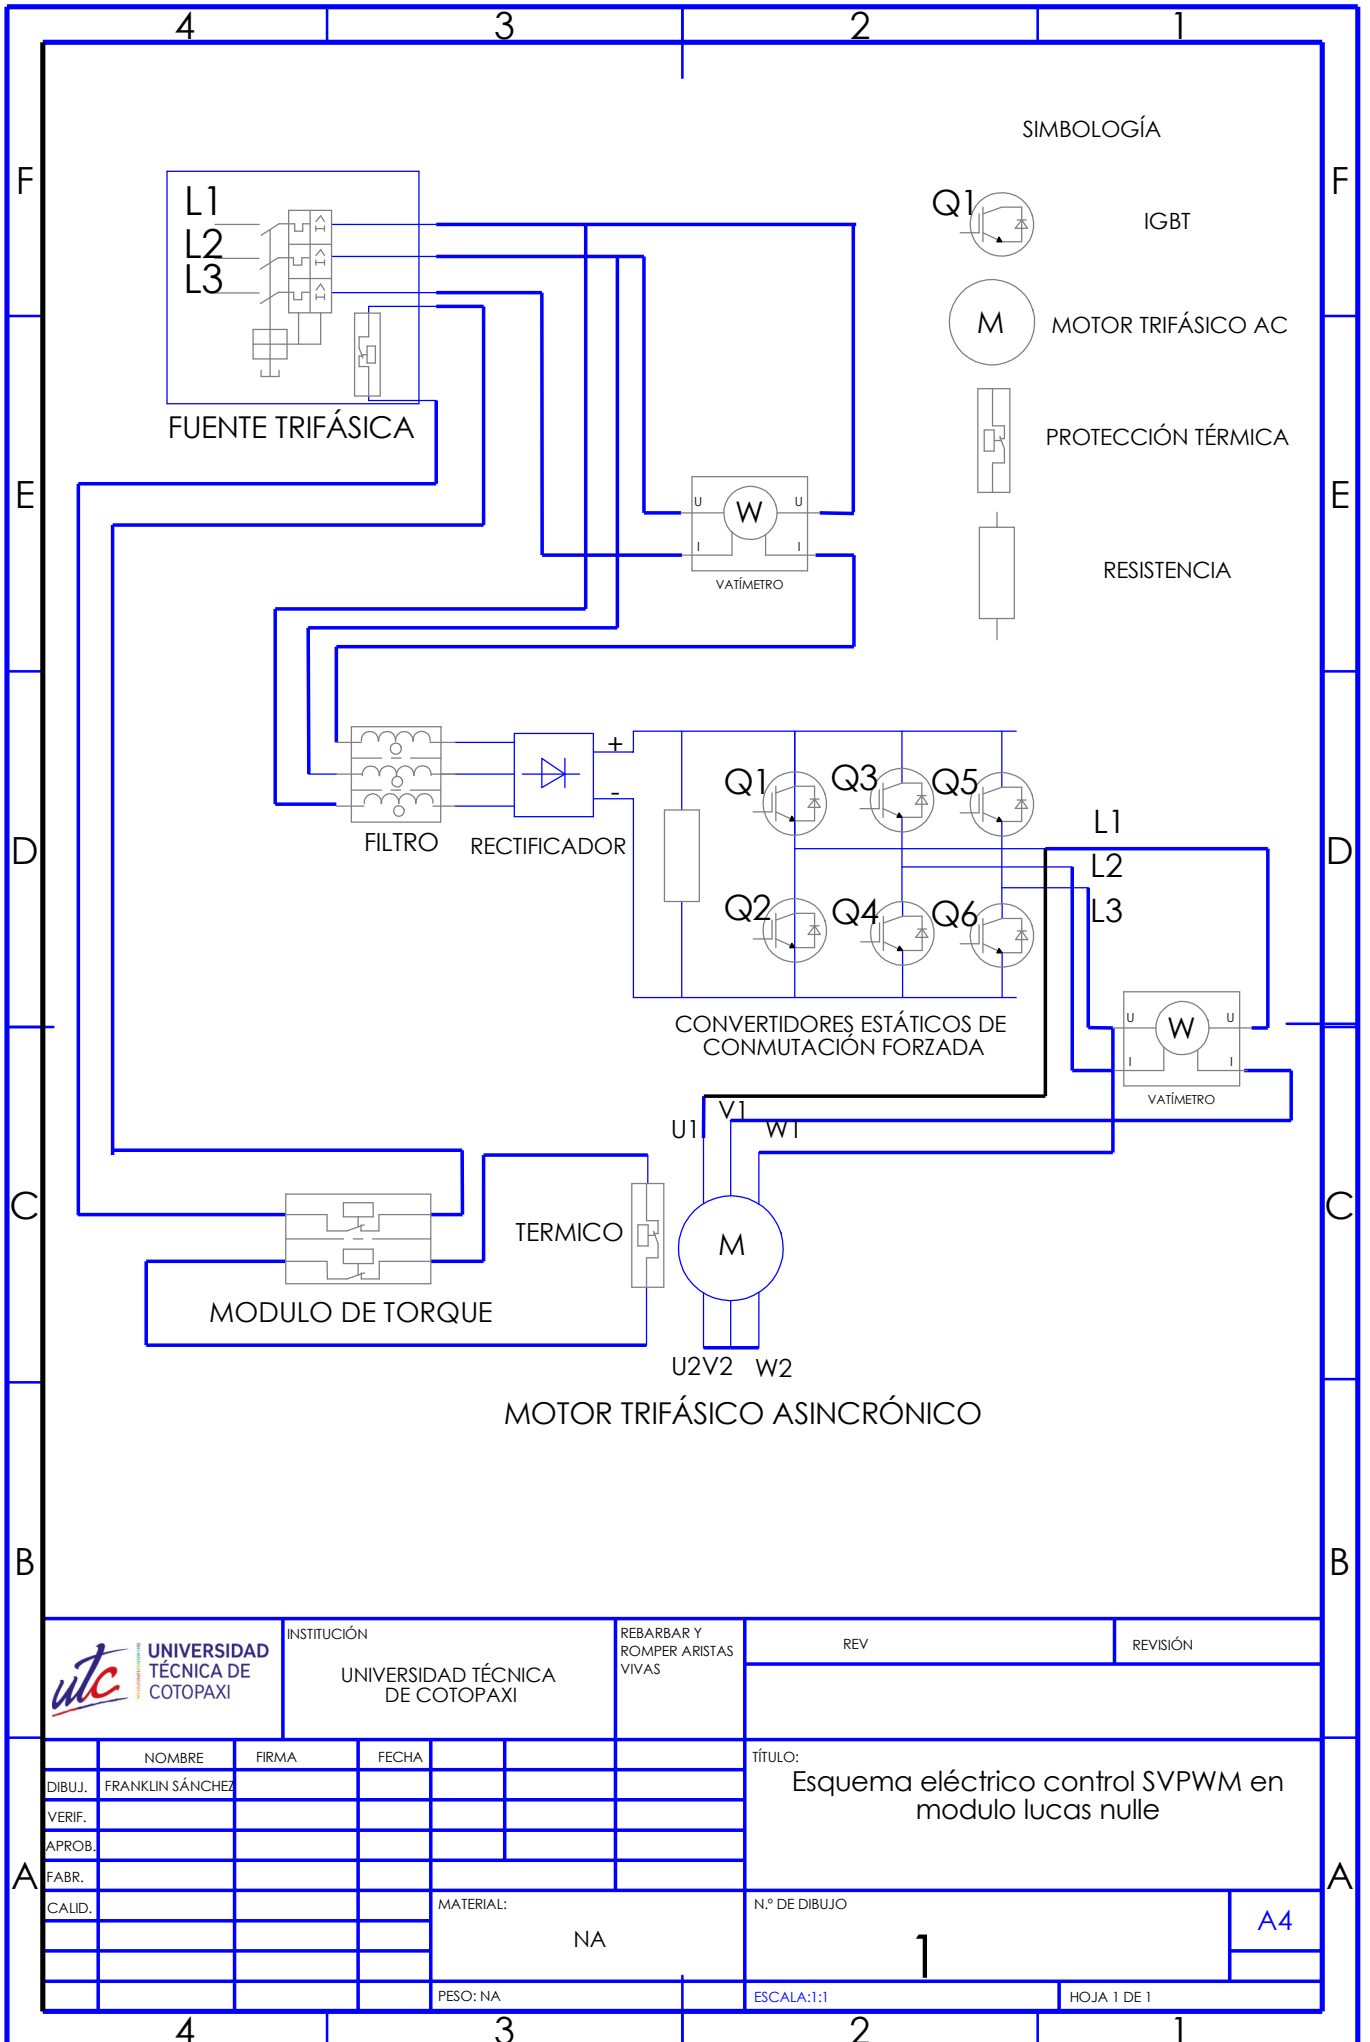 4 3 2 1
F
F
E
E
D
D
C
C
B
B
A
A
SIMBOLOGÍA
Q1
IGBT
M
MOTOR TRIFÁSICO AC
PROTECCIÓN TÉRMICA
RESISTENCIA
L1
L2
L3
FUENTE TRIFÁSICA
U W U
I I
VATÍMETRO
FILTRO
RECTIFICADOR
+
-
Q1 Q3 Q5
Q2 Q4 Q6
L1
L2
L3
CONVERTIDORES ESTÁTICOS DE
CONMUTACIÓN FORZADA
U W U
I I
VATÍMETRO
U1 V1 W1
TERMICO
M
MODULO DE TORQUE
U2V2 W2
MOTOR TRIFÁSICO ASINCRÓNICO
utc
UNIVERSIDAD
TÉCNICA DE
COTOPAXI
INSTITUCIÓN
UNIVERSIDAD TÉCNICA
DE COTOPAXI
REBARBAR Y
ROMPER ARISTAS
VIVAS
REV
REVISIÓN
NOMBRE FIRMA FECHA
DIBUJ. FRANKLIN SÁNCHEZ
VERIF.
APROB.
FABR.
CALID.
TÍTULO:
Esquema eléctrico control SVPWM en
modulo lucas nulle
MATERIAL:
NA
N.º DE DIBUJO
1
A4
PESO: NA
ESCALA:1:1
HOJA 1 DE 1
4 3 2 1